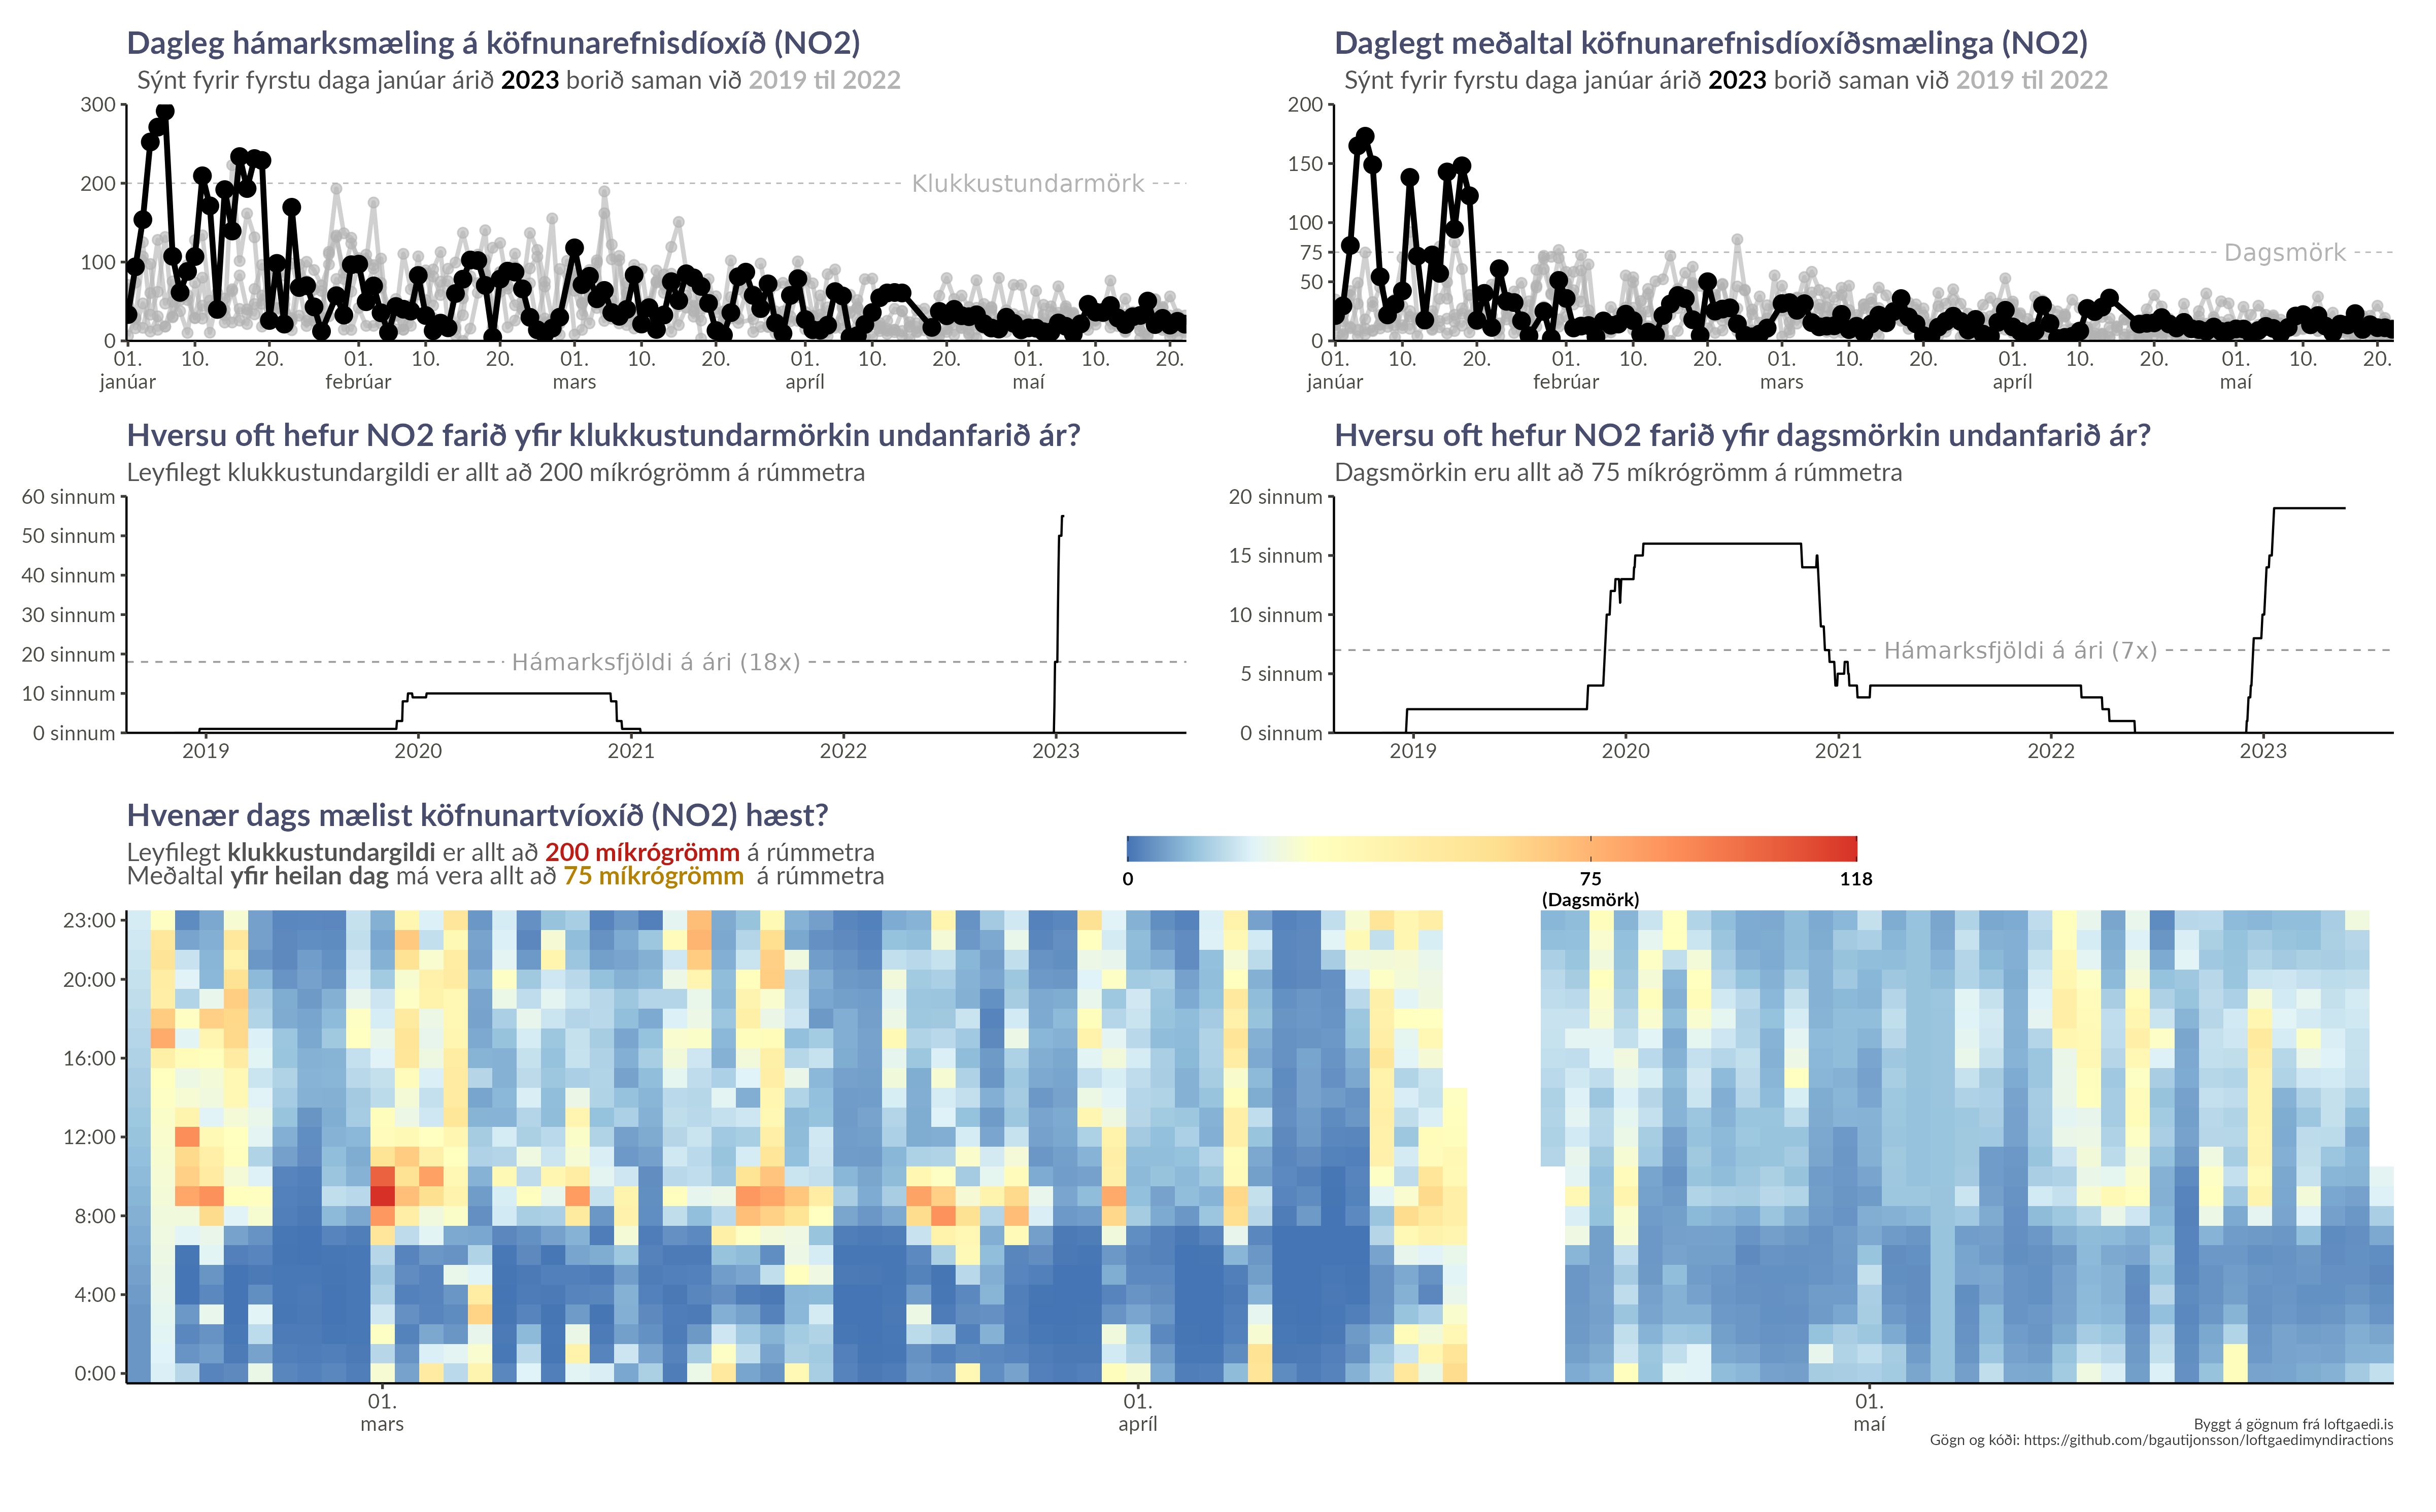 Dagleg hámarksmæling á köfnunarefnisdíoxíð (NO2)
Sýnt fyrir fyrstu daga janúar árið 2023 borið saman við 2019 til 2022
300
200
100
0
Klukkustundarmörk
01. 10. 20. 01. 10. 20. 01. 10. 20. 01. 10. 20. 01. 10. 20.
janúar febrúar mars apríl maí
Daglegt meðaltal köfnunarefnisdíoxíðsmælinga (NO2)
Sýnt fyrir fyrstu daga janúar árið 2023 borið saman við 2019 til 2022
200
150
100
75
50
0
Dagsmörk
01. 10. 20. 01. 10. 20. 01. 10. 20. 01. 10. 20. 01. 10. 20.
janúar febrúar mars apríl maí
Hversu oft hefur NO2 farið yfir klukkustundarmörkin undanfarið ár?
Leyfilegt klukkustundargildi er allt að 200 míkrógrömm á rúmmetra
60 sinnum
50 sinnum
40 sinnum
30 sinnum
20 sinnum
10 sinnum
0 sinnum
Hámarksfjöldi á ári (18x)
2019 2020 2021 2022 2023
Hversu oft hefur NO2 farið yfir dagsmörkin undanfarið ár?
Dagsmörkin eru allt að 75 míkrógrömm á rúmmetra
20 sinnum
15 sinnum
10 sinnum
5 sinnum
0 sinnum
Hámarksfjöldi á ári (7x)
2019 2020 2021 2022 2023
Hvenær dags mælist köfnunartvíoxíð (NO2) hæst?
Leyfilegt klukkustundargildi er allt að 200 míkrógrömm á rúmmetra
Meðaltal yfir heilan dag má vera allt að 75 míkrógrömm á rúmmetra
0 75 118
(Dagsmörk)
23:00
20:00
16:00
12:00
8:00
4:00
0:00
01. 01. 01.
mars apríl maí
Byggt á gögnum frá loftgaedi.is
Gögn og kóði: https://github.com/bgautijonsson/loftgaedimyndiractions